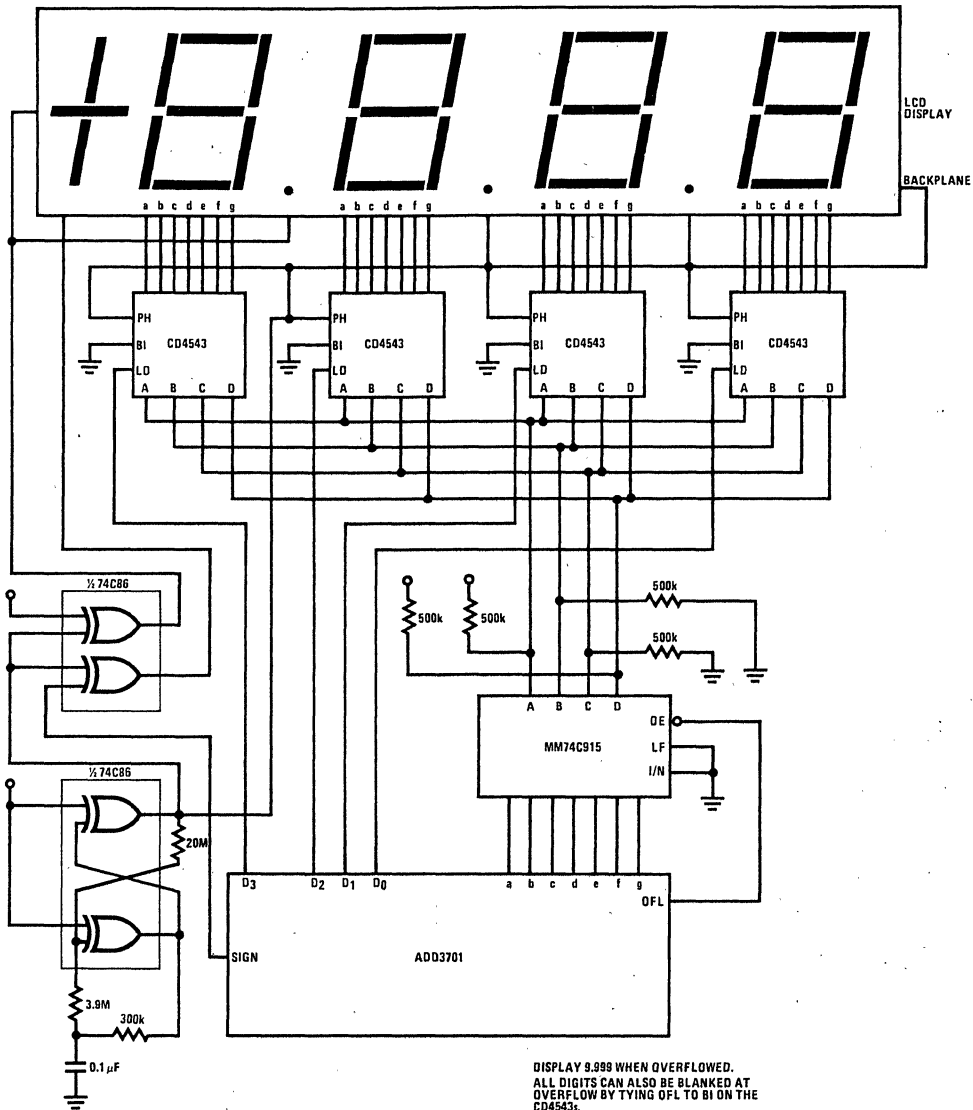 LCD
DISPLAY
BACKPLANE
a b c d e f g
a b c d e f g
a b c d e f g
a b c d e f g
PH
BI
LD
CD4543
A B C D
PH
BI
LD
CD4543
A B C D
PH
BI
LD
CD4543
A B C D
PH
BI
LD
CD4543
A B C D
½ 74C86
500k
500k
500k
500k
A B C D
OE
LF
I/N
MM74C915
½ 74C86
20M
3.9M
300k
0.1 µF
D3 D2 D1 D0
a b c d e f g
OFL
SIGN
ADD3701
DISPLAY 9.999 WHEN OVERFLOWED.
ALL DIGITS CAN ALSO BE BLANKED AT
OVERFLOW BY TYING OFL TO BI ON THE
CD4543s.